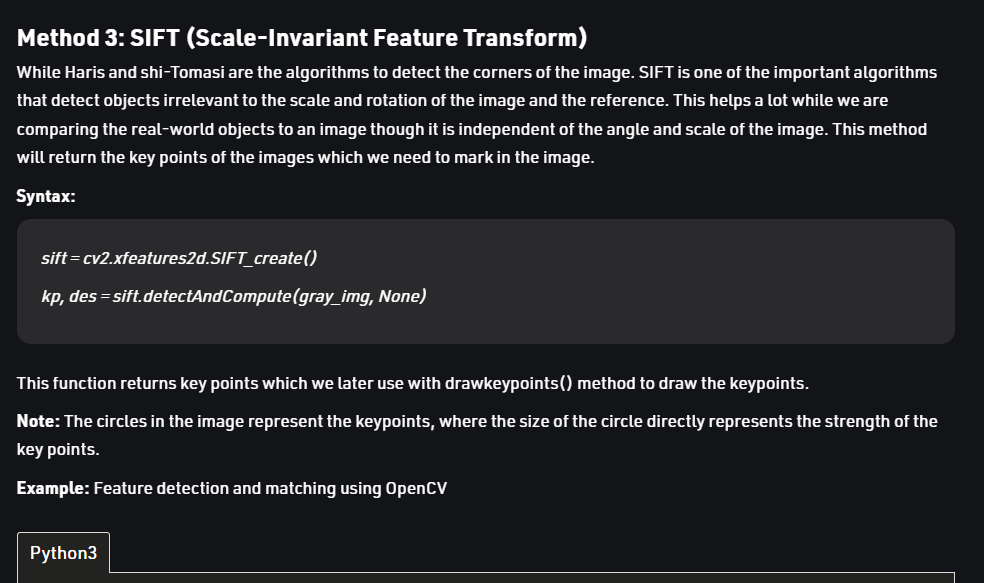 Method 3: SIFT (Scale-Invariant Feature Transform)
While Haris and shi-Tomasi are the algorithms to detect the corners of the image. SIFT is one of the important algorithms
that detect objects irrelevant to the scale and rotation of the image and the reference. This helps a lot while we are
comparing the real-world objects to an image though it is independent of the angle and scale of the image. This method
will return the key points of the images which we need to mark in the image.
Syntax:
sift = cv2.xfeatures2d.SIFT_create()
kp, des = sift.detectAndCompute(gray_img, None)
This function returns key points which we later use with drawkeypoints() method to draw the keypoints.
Note: The circles in the image represent the keypoints, where the size of the circle directly represents the strength of the
key points.
Example: Feature detection and matching using OpenCV
Python3